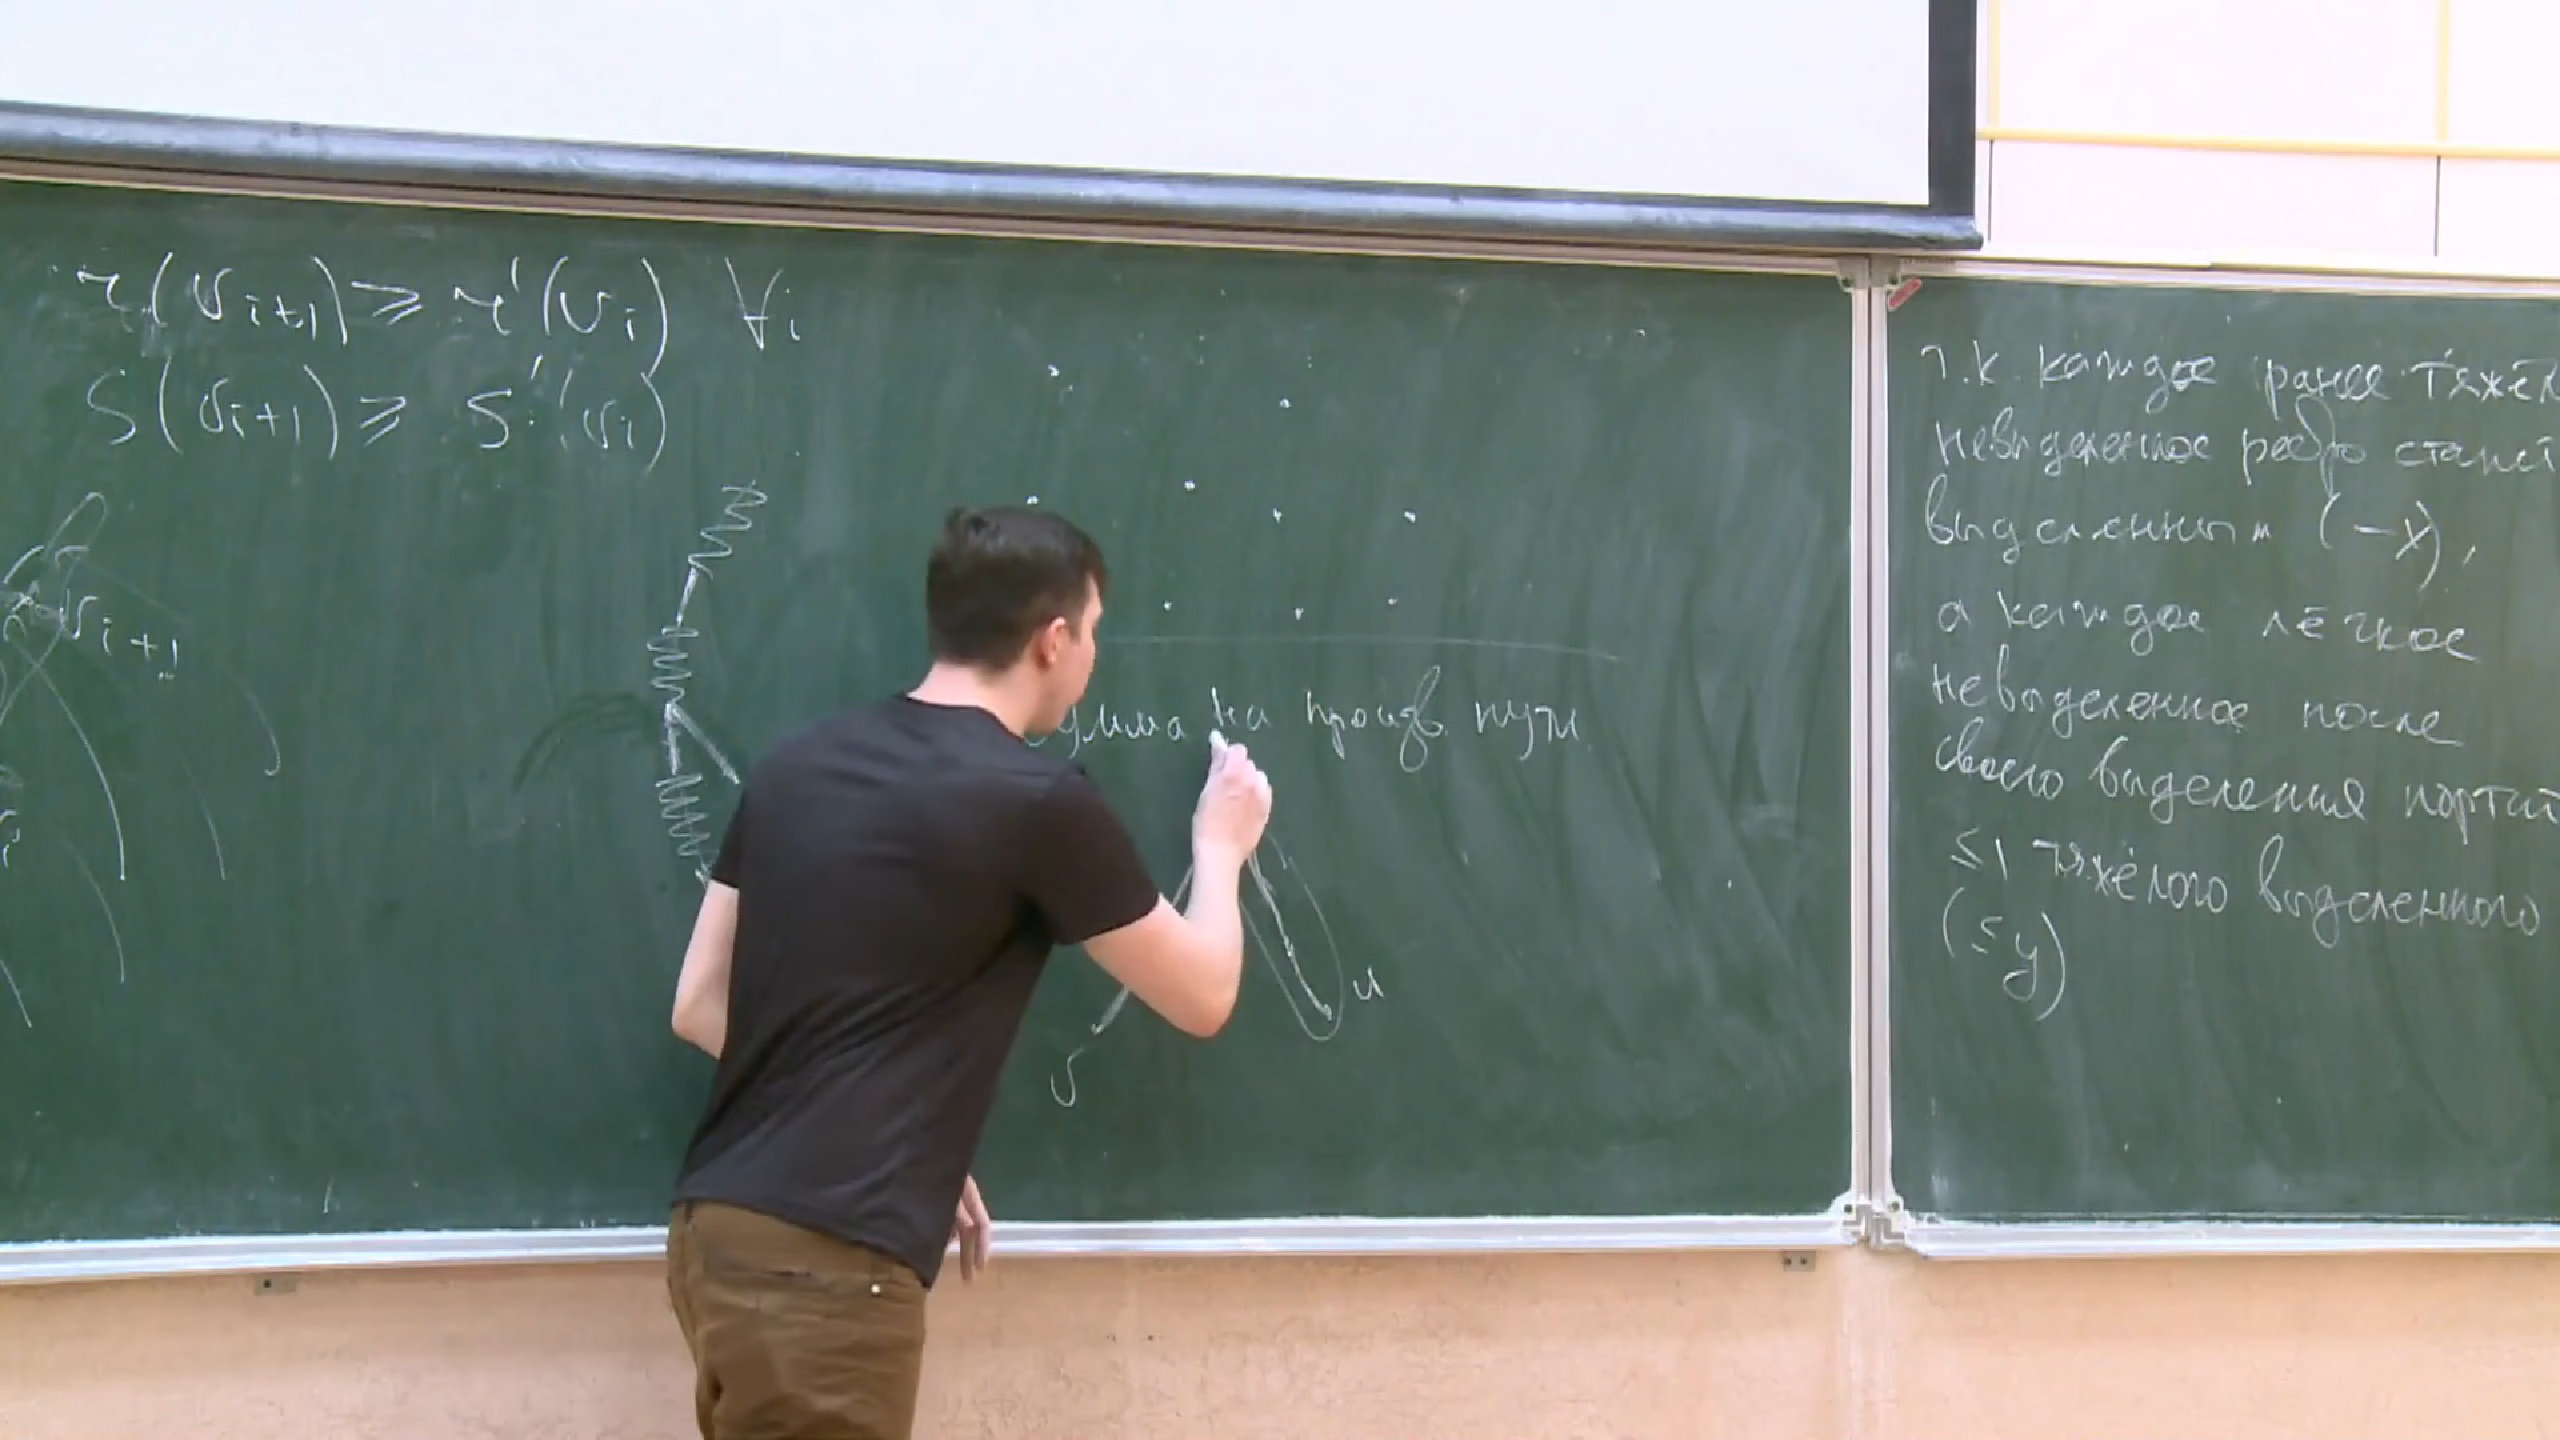 r(v_{i+1}) ≥ r'(v_i) ∀i
S(v_{i+1}) ≥ S'(v_i)
v_{i+1}
сумма на произв. пути
u
v
т.к. каждое ранее тяжёл
невыделенное ребро станет
выделенным (-x),
а каждое лёгкое
невыделенное после
своего выделения портит
≤1 тяжёлого выделенного
(≤y)